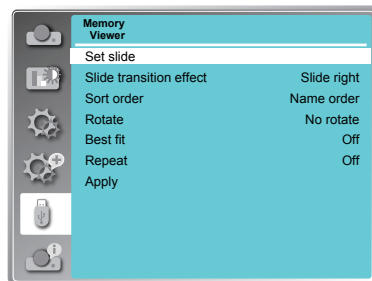 Memory
Viewer
Set slide
Slide transition effect Slide right
Sort order Name order
Rotate No rotate
Best fit Off
Repeat Off
Apply